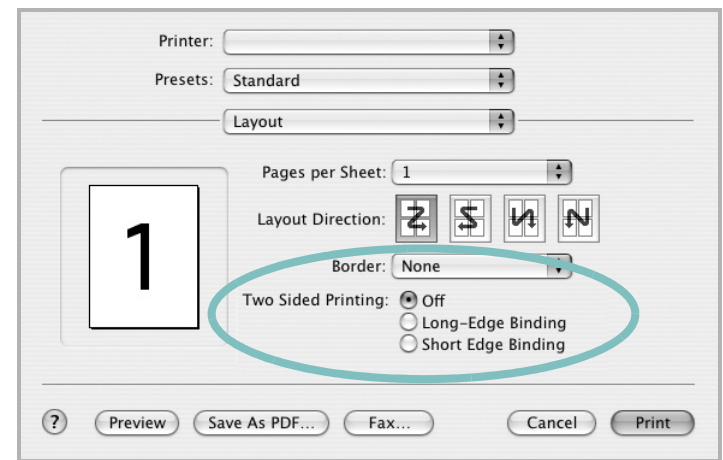 Printer:
Presets: Standard
Layout
Pages per Sheet: 1
Layout Direction:
1
Border: None
Two Sided Printing: Off
Long-Edge Binding
Short Edge Binding
? Preview Save As PDF... Fax... Cancel Print